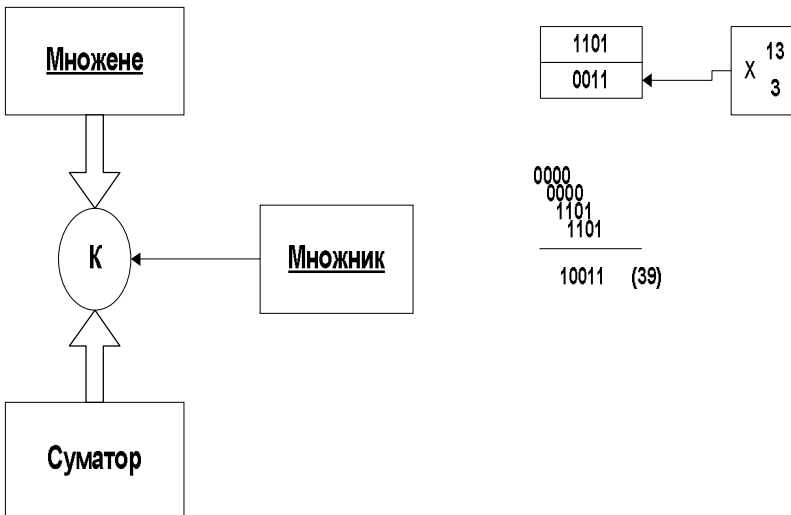 Множене
К
Множник
Суматор
1101
0011
X 13
3
0000
0000
1101
1101
10011 (39)